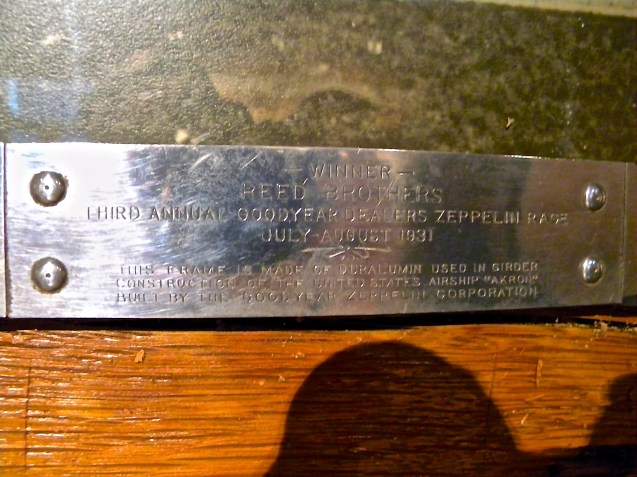 – WINNER –
REED BROTHERS
THIRD ANNUAL GOODYEAR DEALERS ZEPPELIN RACE
JULY-AUGUST 1931
THIS FRAME IS MADE OF DURALUMIN USED IN GIRDER
CONSTRUCTION OF THE UNITED STATES AIRSHIP "AKRON"
BUILT BY THE GOODYEAR ZEPPELIN CORPORATION